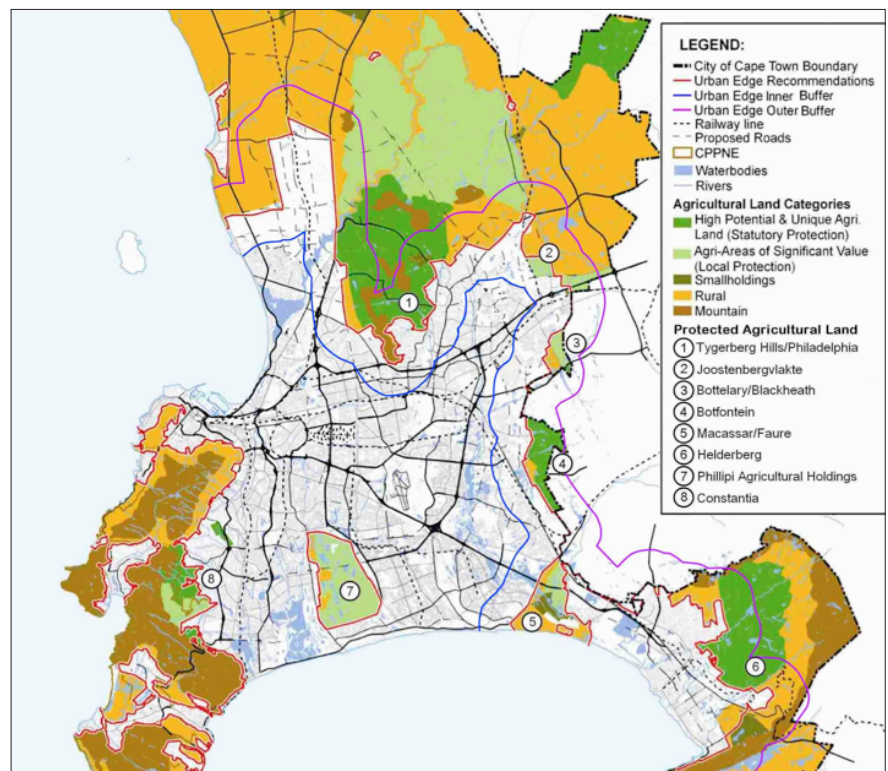 LEGEND:
City of Cape Town Boundary
Urban Edge Recommendations
Urban Edge Inner Buffer
Urban Edge Outer Buffer
Railway line
Proposed Roads
CPPNE
Waterbodies
Rivers
Agricultural Land Categories
High Potential & Unique Agri.
Land (Statutory Protection)
Agri-Areas of Significant Value
(Local Protection)
Smallholdings
Rural
Mountain
Protected Agricultural Land
1 Tygerberg Hills/Philadelphia
2 Joostenbergvlakte
3 Bottelary/Blackheath
4 Botfontein
5 Macassar/Faure
6 Helderberg
7 Phillipi Agricultural Holdings
8 Constantia
2
1
3
4
8
7
5
6